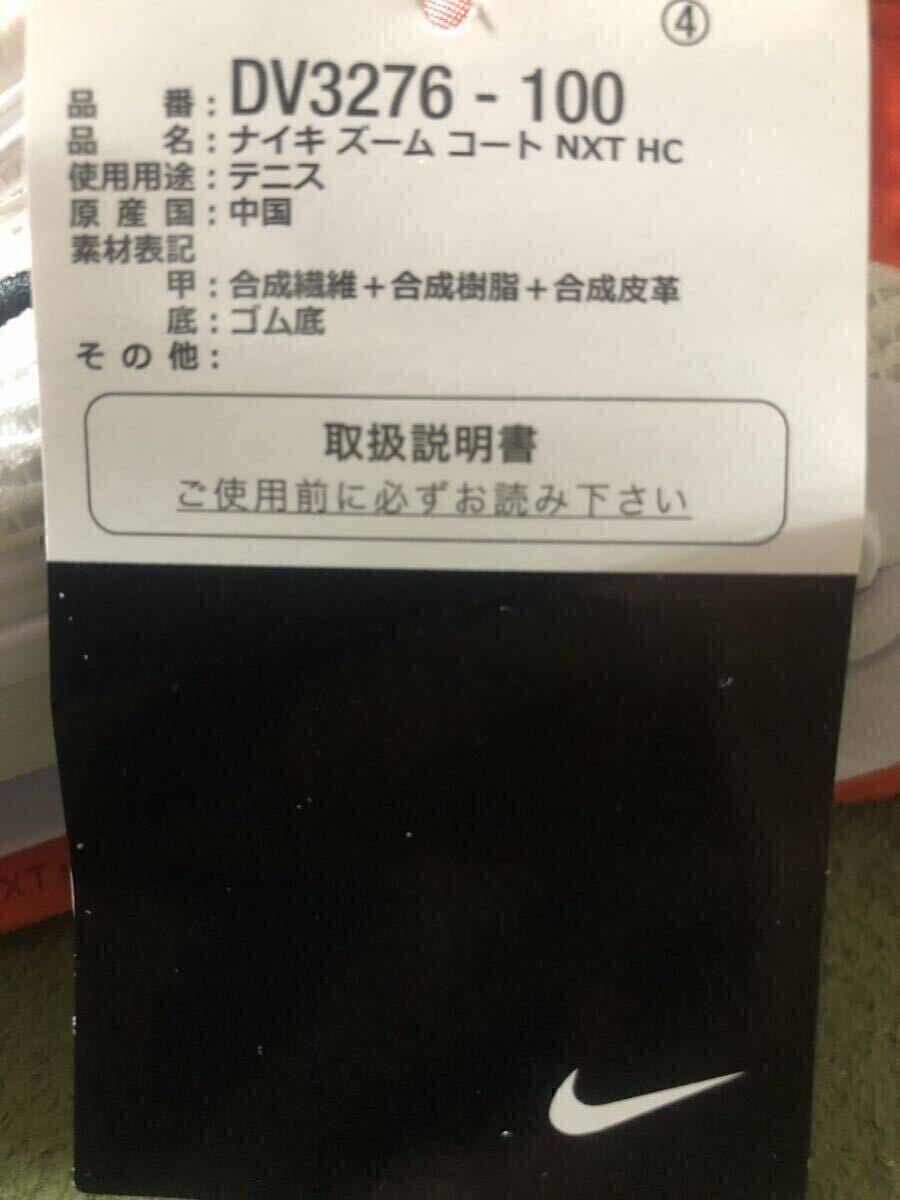 ④
品番:DV3276 - 100
品名:ナイキ ズーム コート NXT HC
使用用途:テニス
原産国:中国
素材表記
甲:合成繊維+合成樹脂+合成皮革
底:ゴム底
その他:
取扱説明書
ご使用前に必ずお読み下さい
XT